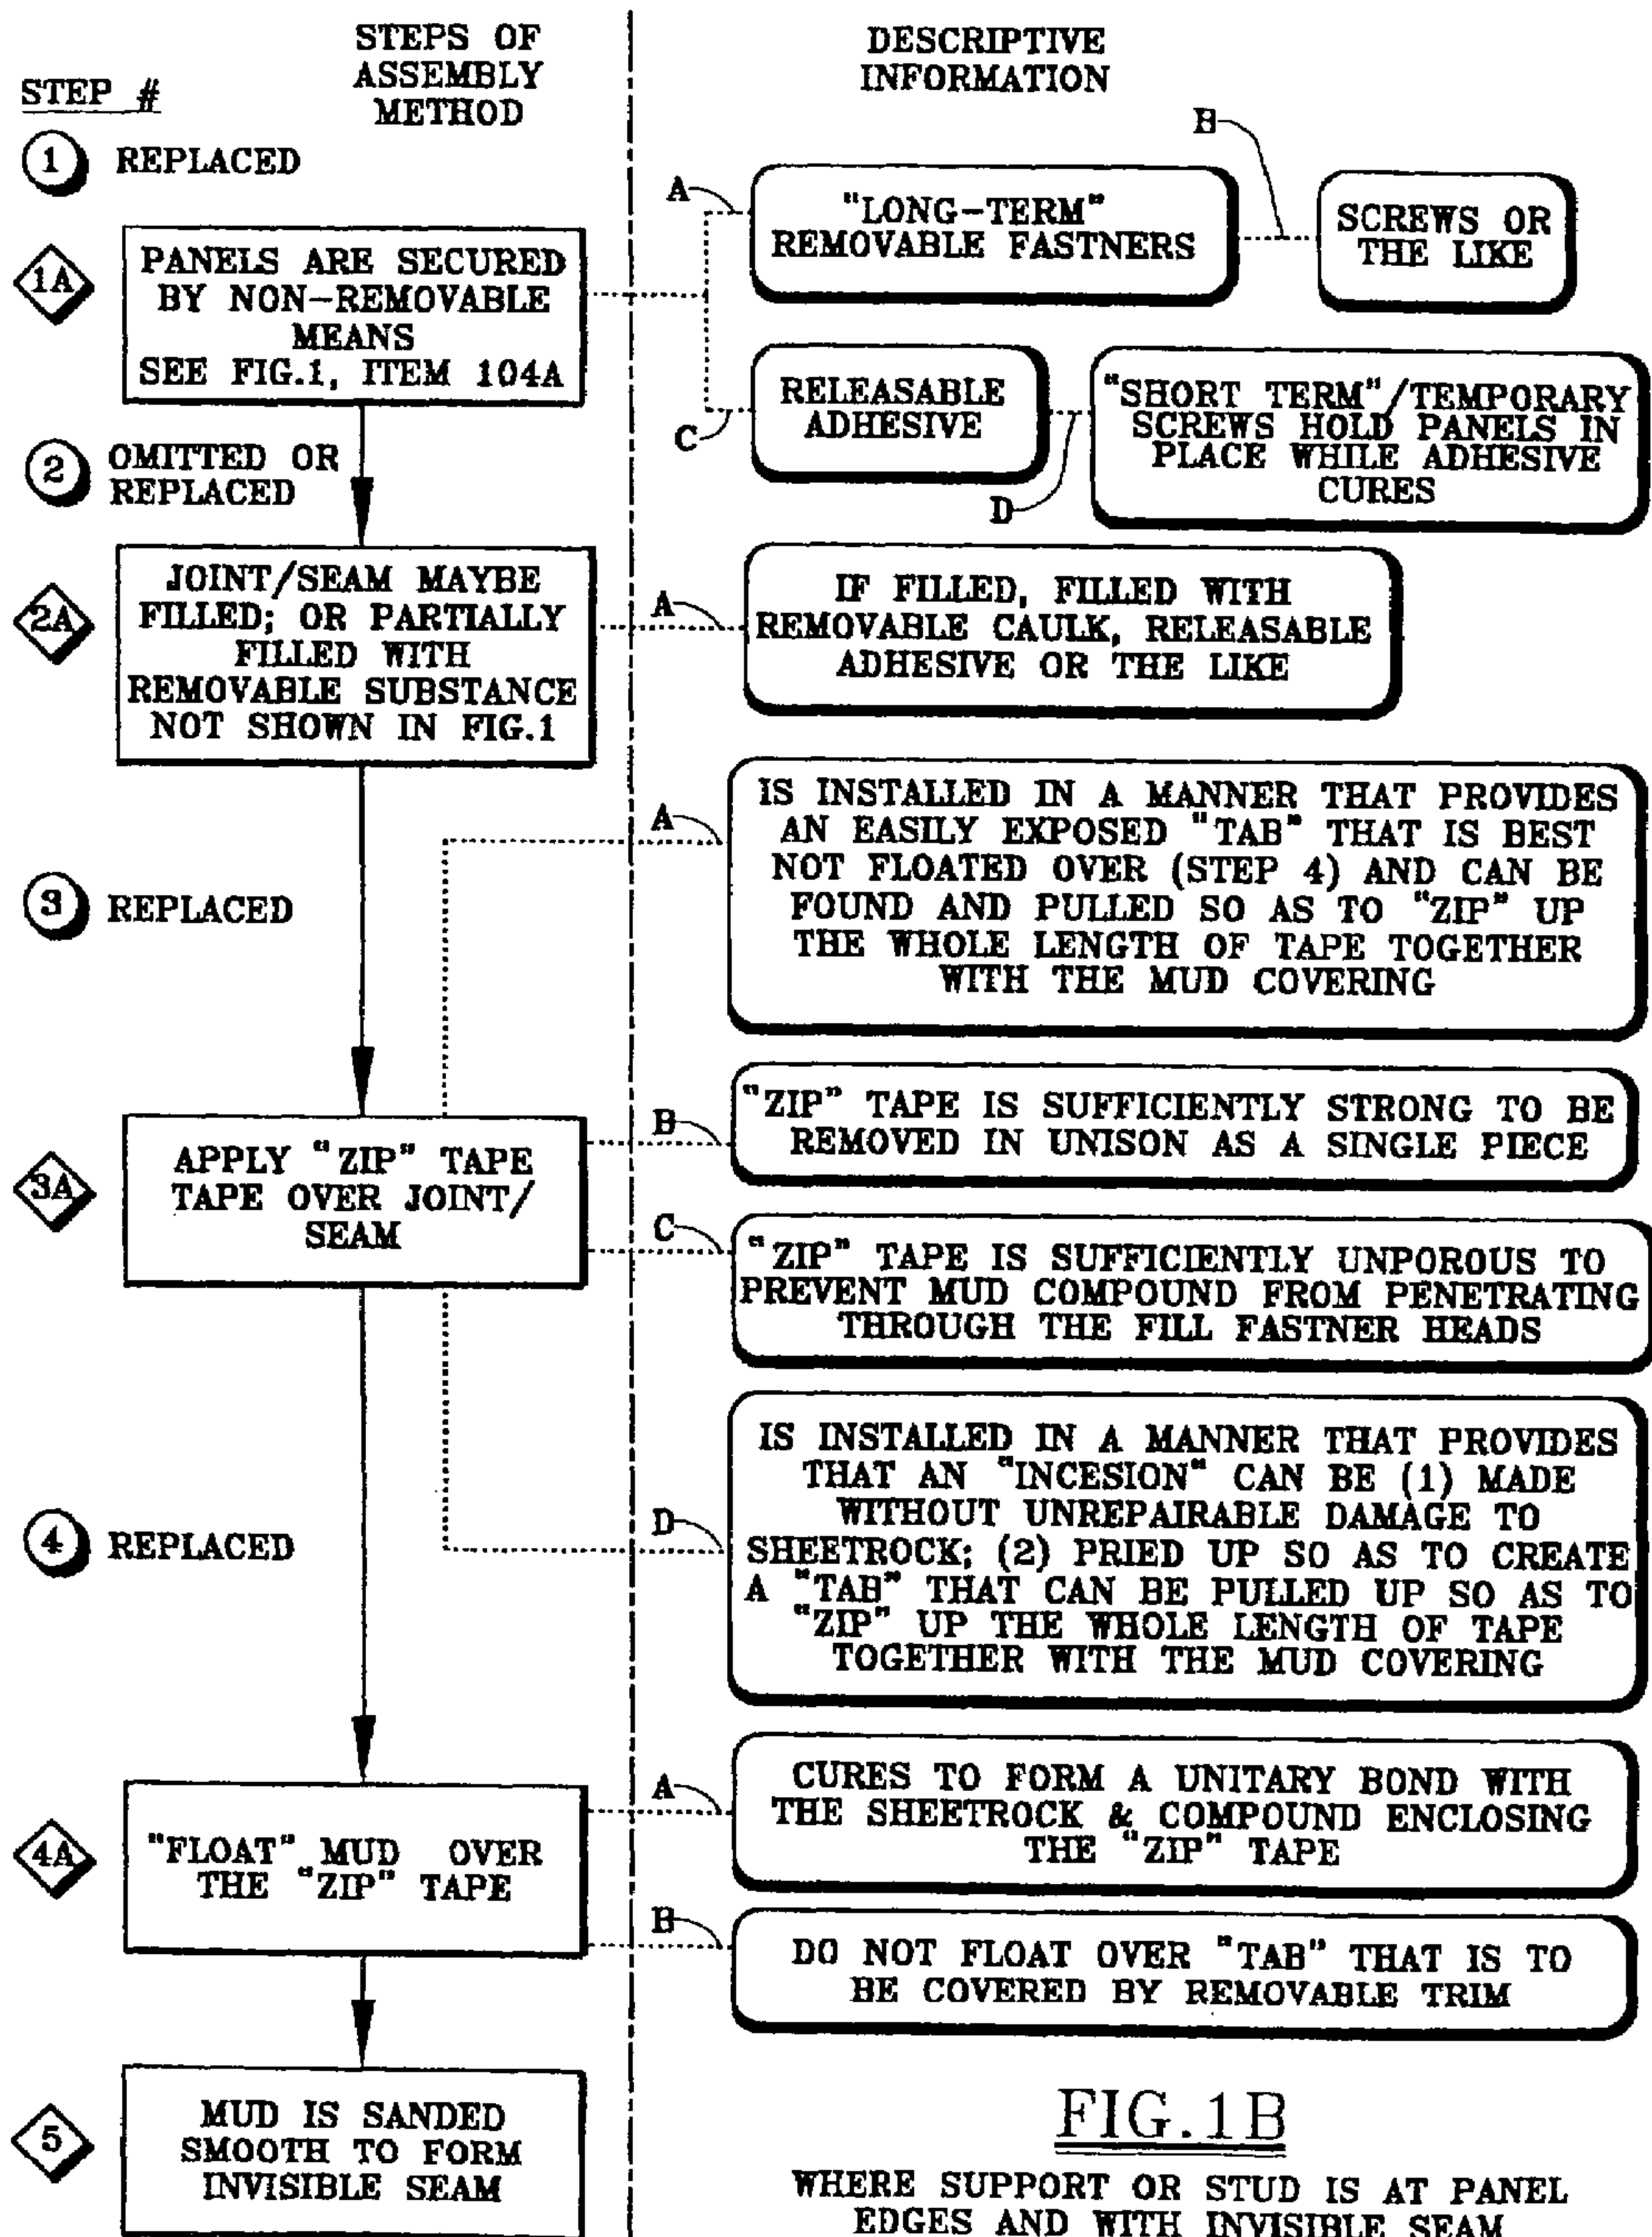 STEPS OF
ASSEMBLY
METHOD
DESCRIPTIVE
INFORMATION
STEP #
1 REPLACED
1A
PANELS ARE SECURED
BY NON-REMOVABLE
MEANS
SEE FIG.1, ITEM 104A
A
"LONG-TERM"
REMOVABLE FASTNERS
B
SCREWS OR
THE LIKE
C
RELEASABLE
ADHESIVE
D
"SHORT TERM"/TEMPORARY
SCREWS HOLD PANELS IN
PLACE WHILE ADHESIVE
CURES
2 OMITTED OR
REPLACED
2A
JOINT/SEAM MAYBE
FILLED; OR PARTIALLY
FILLED WITH
REMOVABLE SUBSTANCE
NOT SHOWN IN FIG.1
A
IF FILLED, FILLED WITH
REMOVABLE CAULK, RELEASABLE
ADHESIVE OR THE LIKE
3 REPLACED
A
IS INSTALLED IN A MANNER THAT PROVIDES
AN EASILY EXPOSED "TAB" THAT IS BEST
NOT FLOATED OVER (STEP 4) AND CAN BE
FOUND AND PULLED SO AS TO "ZIP" UP
THE WHOLE LENGTH OF TAPE TOGETHER
WITH THE MUD COVERING
3A
APPLY "ZIP" TAPE
TAPE OVER JOINT/
SEAM
B
"ZIP" TAPE IS SUFFICIENTLY STRONG TO BE
REMOVED IN UNISON AS A SINGLE PIECE
C
"ZIP" TAPE IS SUFFICIENTLY UNPOROUS TO
PREVENT MUD COMPOUND FROM PENETRATING
THROUGH THE FILL FASTNER HEADS
4 REPLACED
D
IS INSTALLED IN A MANNER THAT PROVIDES
THAT AN "INCESION" CAN BE (1) MADE
WITHOUT UNREPAIRABLE DAMAGE TO
SHEETROCK; (2) PRIED UP SO AS TO CREATE
A "TAB" THAT CAN BE PULLED UP SO AS TO
"ZIP" UP THE WHOLE LENGTH OF TAPE
TOGETHER WITH THE MUD COVERING
4A
"FLOAT" MUD OVER
THE "ZIP" TAPE
A
CURES TO FORM A UNITARY BOND WITH
THE SHEETROCK & COMPOUND ENCLOSING
THE "ZIP" TAPE
B
DO NOT FLOAT OVER "TAB" THAT IS TO
BE COVERED BY REMOVABLE TRIM
5
MUD IS SANDED
SMOOTH TO FORM
INVISIBLE SEAM
FIG.1B
WHERE SUPPORT OR STUD IS AT PANEL
EDGES AND WITH INVISIBLE SEAM